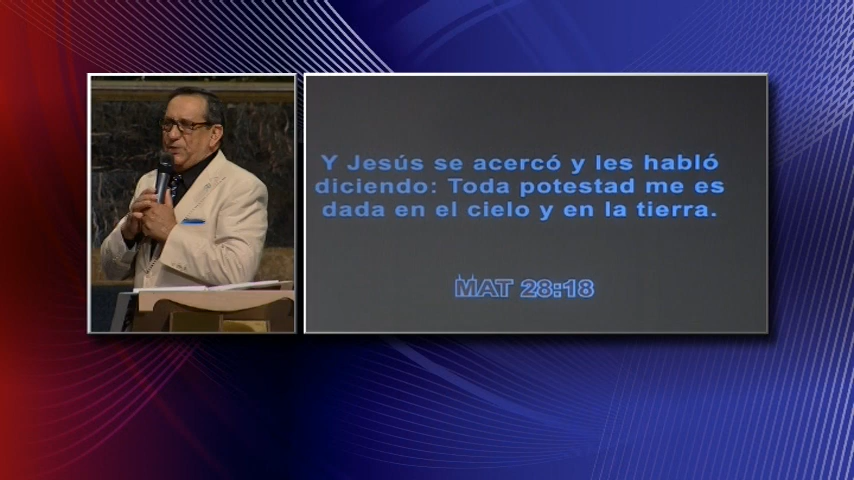 Y Jesús se acercó y les habló
diciendo: Toda potestad me es
dada en el cielo y en la tierra.
MAT 28:18